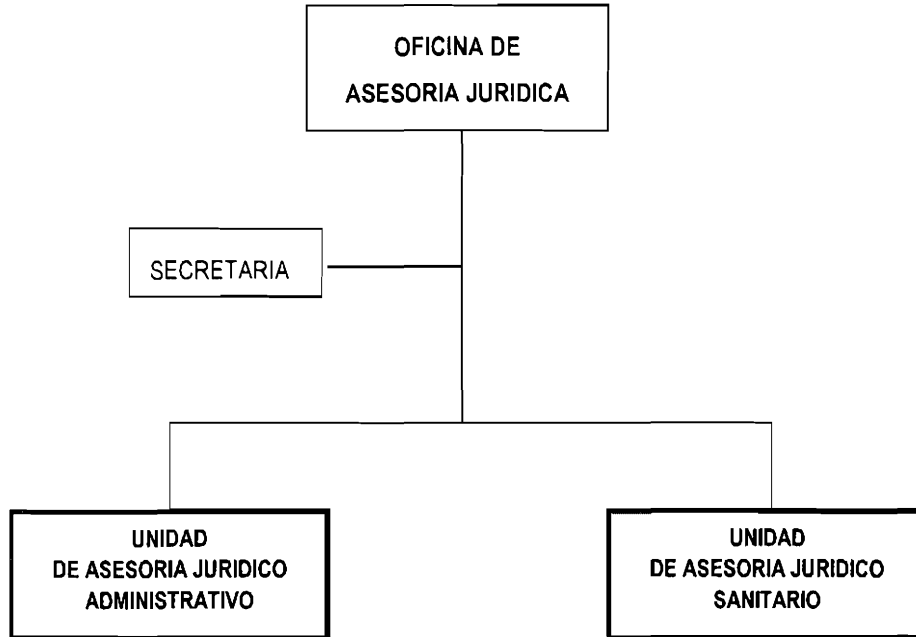 OFICINA DE
ASESORIA JURIDICA
SECRETARIA
UNIDAD
DE ASESORIA JURIDICO
ADMINISTRATIVO
UNIDAD
DE ASESORIA JURIDICO
SANITARIO